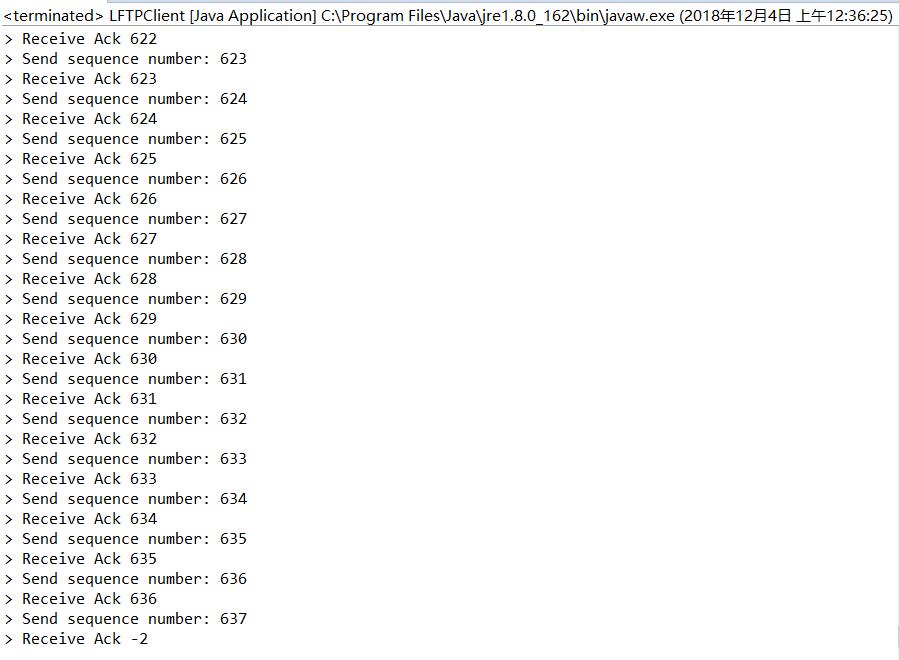 <terminated> LFTPClient [Java Application] C:\Program Files\Java\jre1.8.0_162\bin\javaw.exe (2018年12月4日 上午12:36:25)
> Receive Ack 622
> Send sequence number: 623
> Receive Ack 623
> Send sequence number: 624
> Receive Ack 624
> Send sequence number: 625
> Receive Ack 625
> Send sequence number: 626
> Receive Ack 626
> Send sequence number: 627
> Receive Ack 627
> Send sequence number: 628
> Receive Ack 628
> Send sequence number: 629
> Receive Ack 629
> Send sequence number: 630
> Receive Ack 630
> Send sequence number: 631
> Receive Ack 631
> Send sequence number: 632
> Receive Ack 632
> Send sequence number: 633
> Receive Ack 633
> Send sequence number: 634
> Receive Ack 634
> Send sequence number: 635
> Receive Ack 635
> Send sequence number: 636
> Receive Ack 636
> Send sequence number: 637
> Receive Ack -2